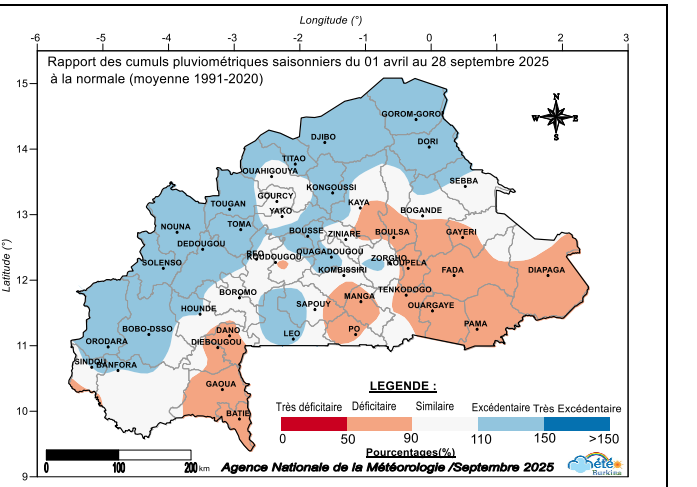 Longitude (°)
-6 -5 -4 -3 -2 -1 0 1 2 3
Rapport des cumuls pluviométriques saisonniers du 01 avril au 28 septembre 2025
à la normale (moyenne 1991-2020)
15
14
13
12
11
10
9
Latitude (°)
N
W E
S
GOROM-GOROM
DJIBO
DORI
TITAO
OUAHIGOUYA
SEBBA
KONGOUSSI
GOURCY
TOUGAN
KAYA
YAKO
BOGANDE
NOUNA
TOMA
BOUSSE
ZINIARE
BOULSA
GAYERI
DEDOUGOU
REO
KOUDOUGOU
OUAGADOUGOU
ZORGHO
KOUPELA
SOLENSO
KOMBISSIRI
FADA
DIAPAGA
BOROMO
MANGA
TENKODOGO
SAPOUY
OUARGAYE
HOUNDE
BOBO-DSSO
DANO
LEO
PO
PAMA
ORODARA
DIEBOUGOU
SINDOU
BANFORA
GAOUA
BATIE
LEGENDE :
Très déficitaire Déficitaire Similaire Excédentaire Très Excédentaire
0 50 90 110 150 >150
Pourcentages(%)
0 100 200 km
Agence Nationale de la Météorologie /Septembre 2025
Météo
Burkina